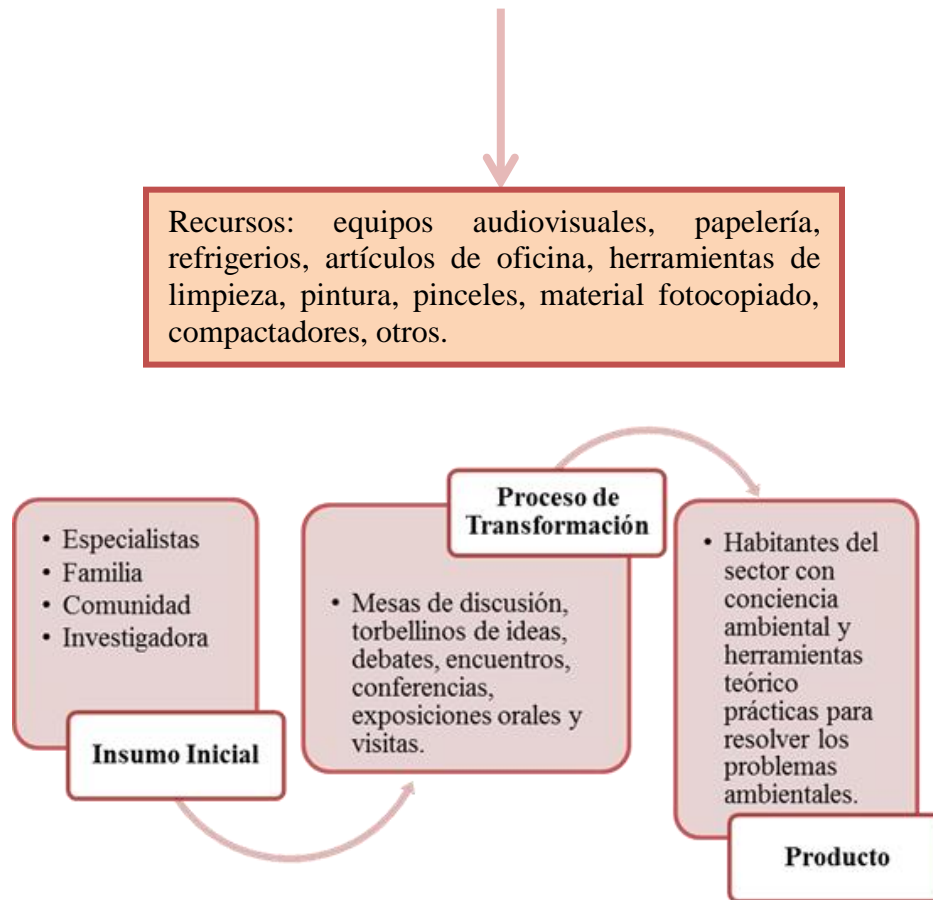 Recursos: equipos audiovisuales, papelería,
refrigerios, artículos de oficina, herramientas de
limpieza, pintura, pinceles, material fotocopiado,
compactadores, otros.
• Especialistas
• Familia
• Comunidad
• Investigadora
Insumo Inicial
Proceso de
Transformación
• Mesas de discusión,
torbellinos de ideas,
debates, encuentros,
conferencias,
exposiciones orales y
visitas.
• Habitantes del
sector con
conciencia
ambiental y
herramientas
teórico
prácticas para
resolver los
problemas
ambientales.
Producto